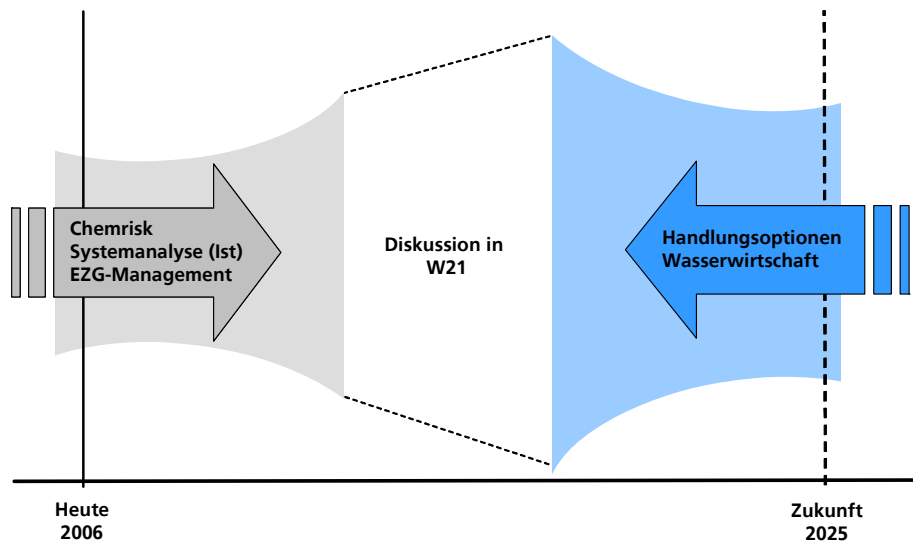 Chemrisk
Systemanalyse (Ist)
EZG-Management
Diskussion in
W21
Handlungsoptionen
Wasserwirtschaft
Heute
2006
Zukunft
2025